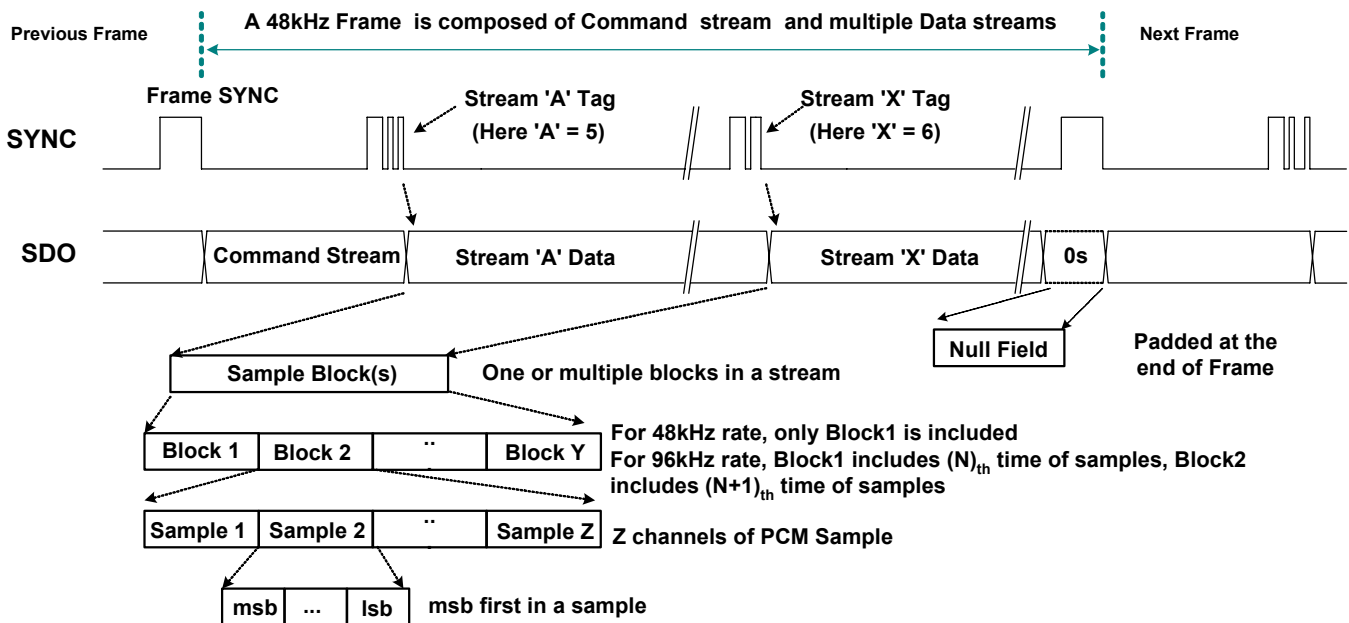 A 48kHz Frame is composed of Command stream and multiple Data streams
Previous Frame
Next Frame
Frame SYNC
Stream 'A' Tag
(Here 'A' = 5)
Stream 'X' Tag
(Here 'X' = 6)
SYNC
SDO
Command Stream
Stream 'A' Data
Stream 'X' Data
0s
Null Field
Padded at the
end of Frame
Sample Block(s)
One or multiple blocks in a stream
Block 1
Block 2
..
Block Y
For 48kHz rate, only Block1 is included
For 96kHz rate, Block1 includes (N)th time of samples, Block2
includes (N+1)th time of samples
Sample 1
Sample 2
..
Sample Z
Z channels of PCM Sample
msb
...
lsb
msb first in a sample